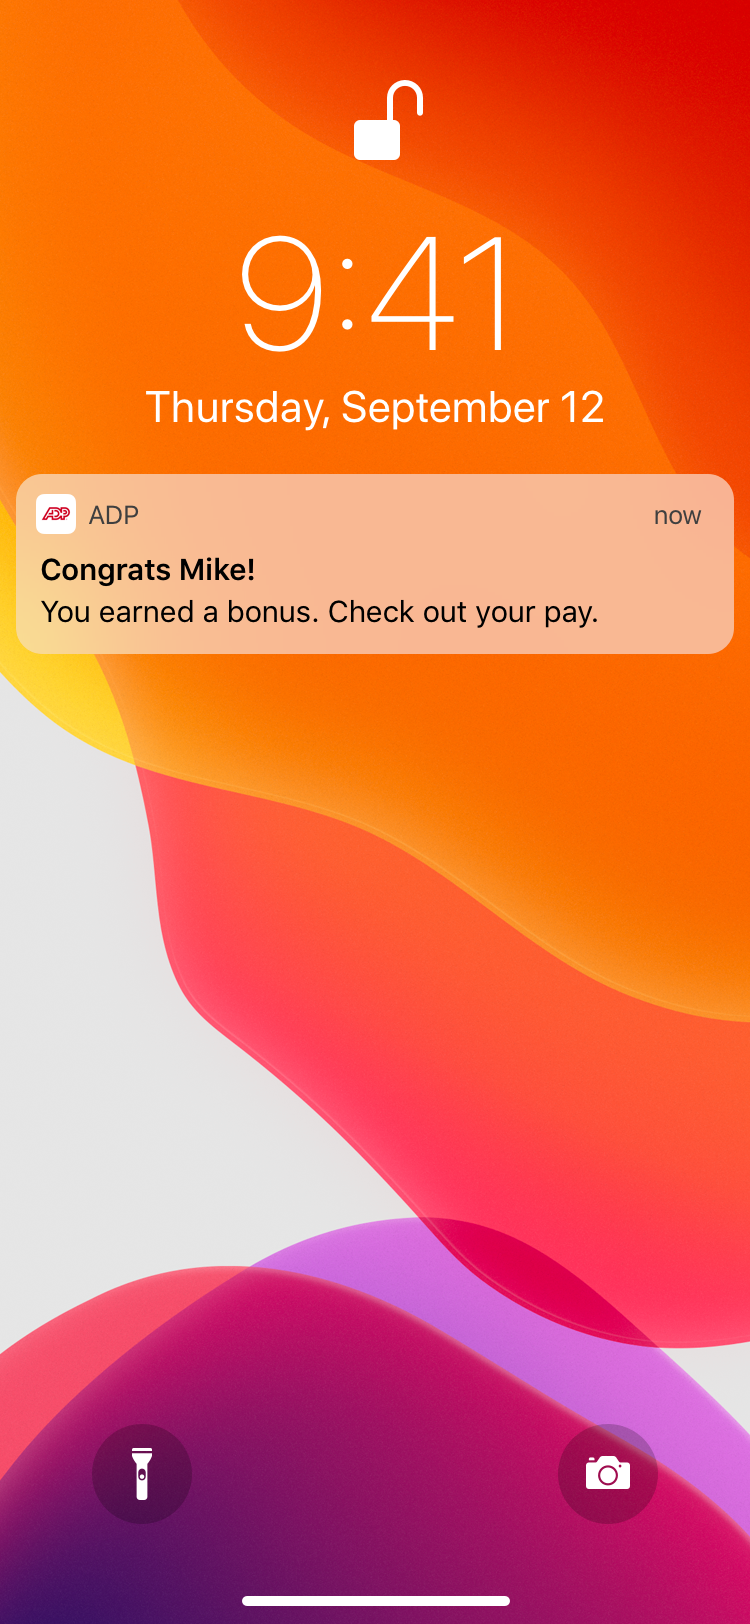 9:41
Thursday, September 12
ADP
ADP
now
Congrats Mike!
You earned a bonus. Check out your pay.